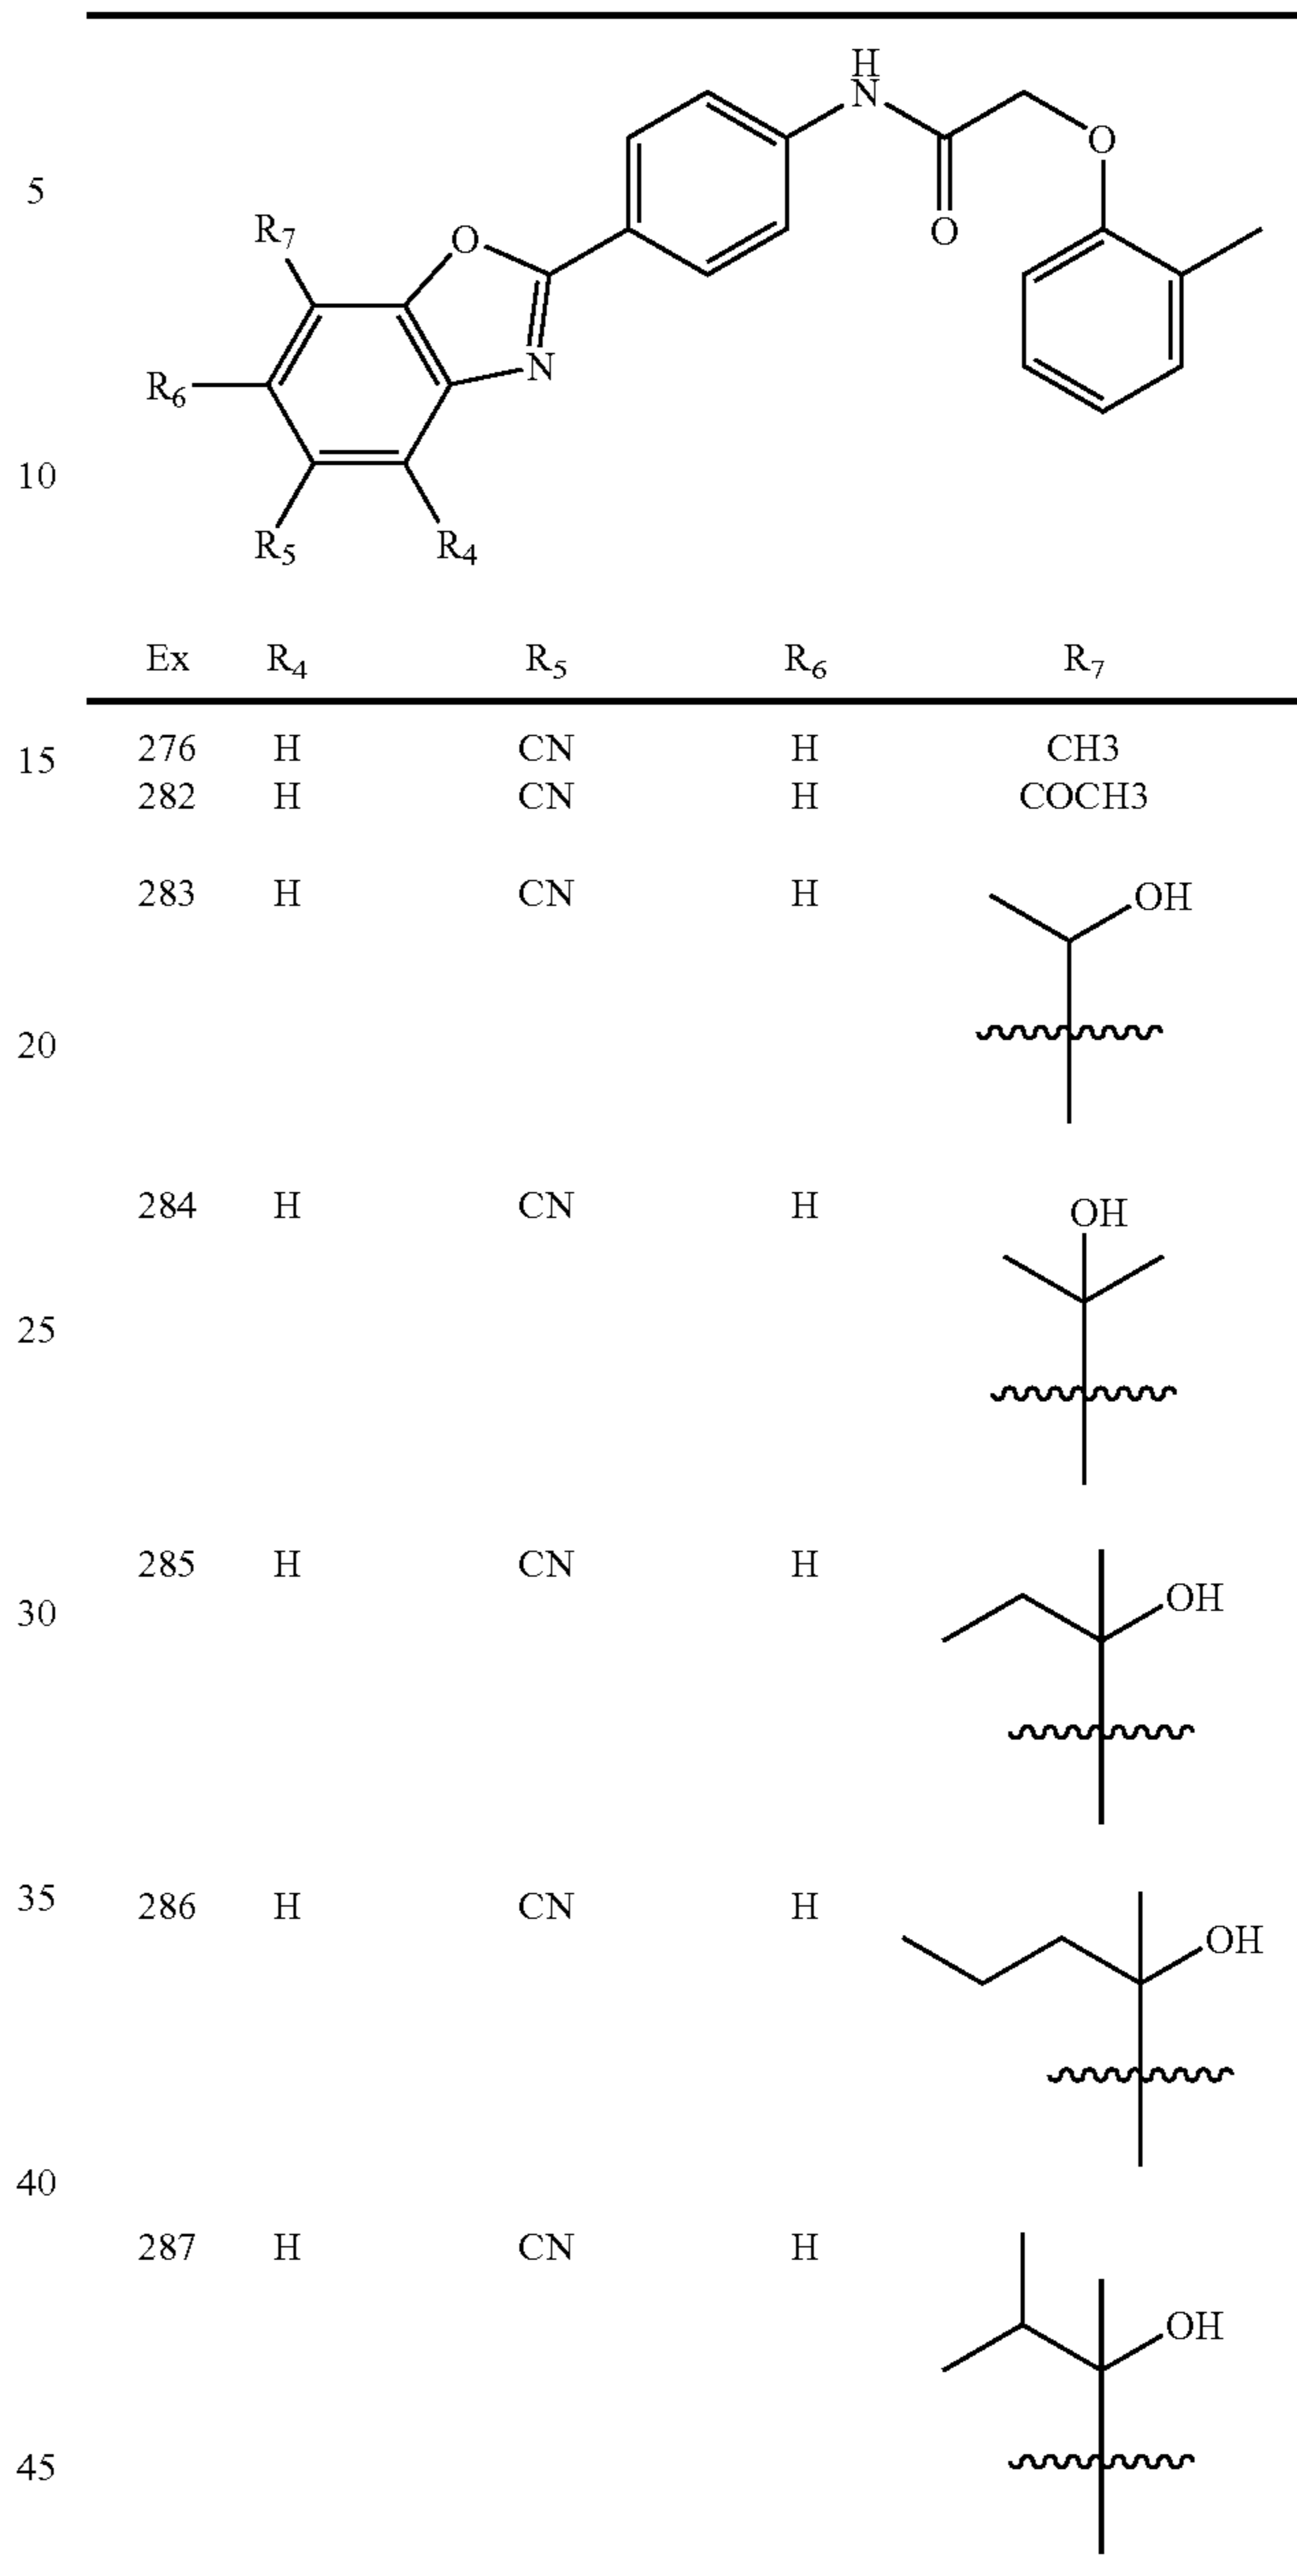 H
N
O
5
O
R₇
O
N
R₆
10
R₅
R₄
Ex R₄ R₅ R₆ R₇
15
276 H CN H CH3
282 H CN H COCH3
283 H CN H OH
20
284 H CN H OH
25
285 H CN H OH
30
35
286 H CN H OH
40
287 H CN H OH
45